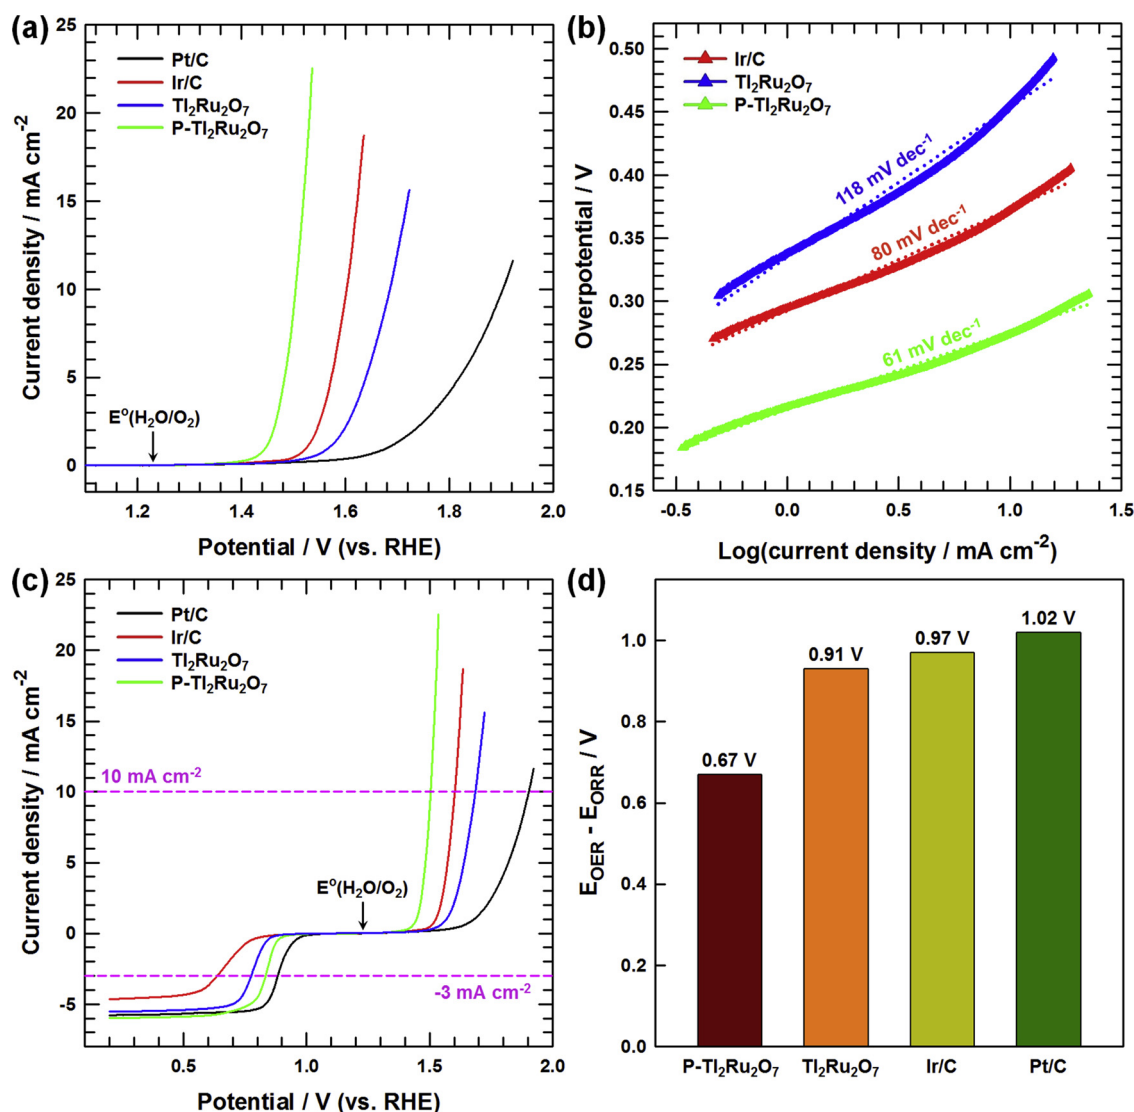 (a)
25
20
15
10
5
0
Current density / mA cm-2
Pt/C
Ir/C
Tl2Ru2O7
P-Tl2Ru2O7
Eo(H2O/O2)
1.2 1.4 1.6 1.8 2.0
Potential / V (vs. RHE)
(b)
0.50
0.45
0.40
0.35
0.30
0.25
0.20
0.15
Overpotential / V
Ir/C
Tl2Ru2O7
P-Tl2Ru2O7
118 mV dec-1
80 mV dec-1
61 mV dec-1
-0.5 0.0 0.5 1.0 1.5
Log(current density / mA cm-2)
(c)
25
20
15
10
5
0
-5
Current density / mA cm-2
Pt/C
Ir/C
Tl2Ru2O7
P-Tl2Ru2O7
10 mA cm-2
Eo(H2O/O2)
-3 mA cm-2
0.5 1.0 1.5 2.0
Potential / V (vs. RHE)
(d)
1.0
0.8
0.6
0.4
0.2
0.0
EOER - EORR / V
0.67 V
0.91 V
0.97 V
1.02 V
P-Tl2Ru2O7 Tl2Ru2O7 Ir/C Pt/C